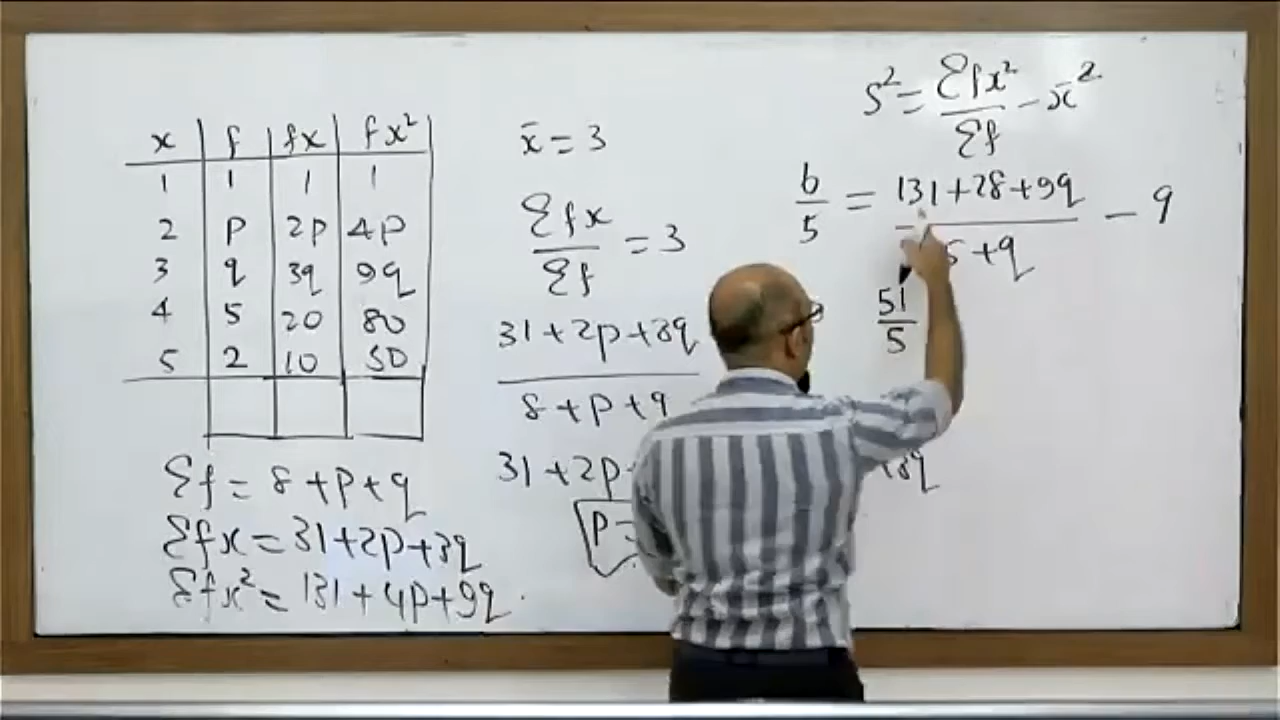 x f fx fx²
1 1 1 1
2 p 2p 4p
3 q 3q 9q
4 5 20 80
5 2 10 50
Σf = 8 + p + q
Σfx = 31 + 2p + 3q
Σfx² = 131 + 4p + 9q.
x̄ = 3
Σfx / Σf = 3
31 + 2p + 3q
8 + p + q
31 + 2p + 3q
p =
S² = Σfx² / Σf − x̄²
6/5 = 131 + 28 + 9q / 5 + q − 9
51/5